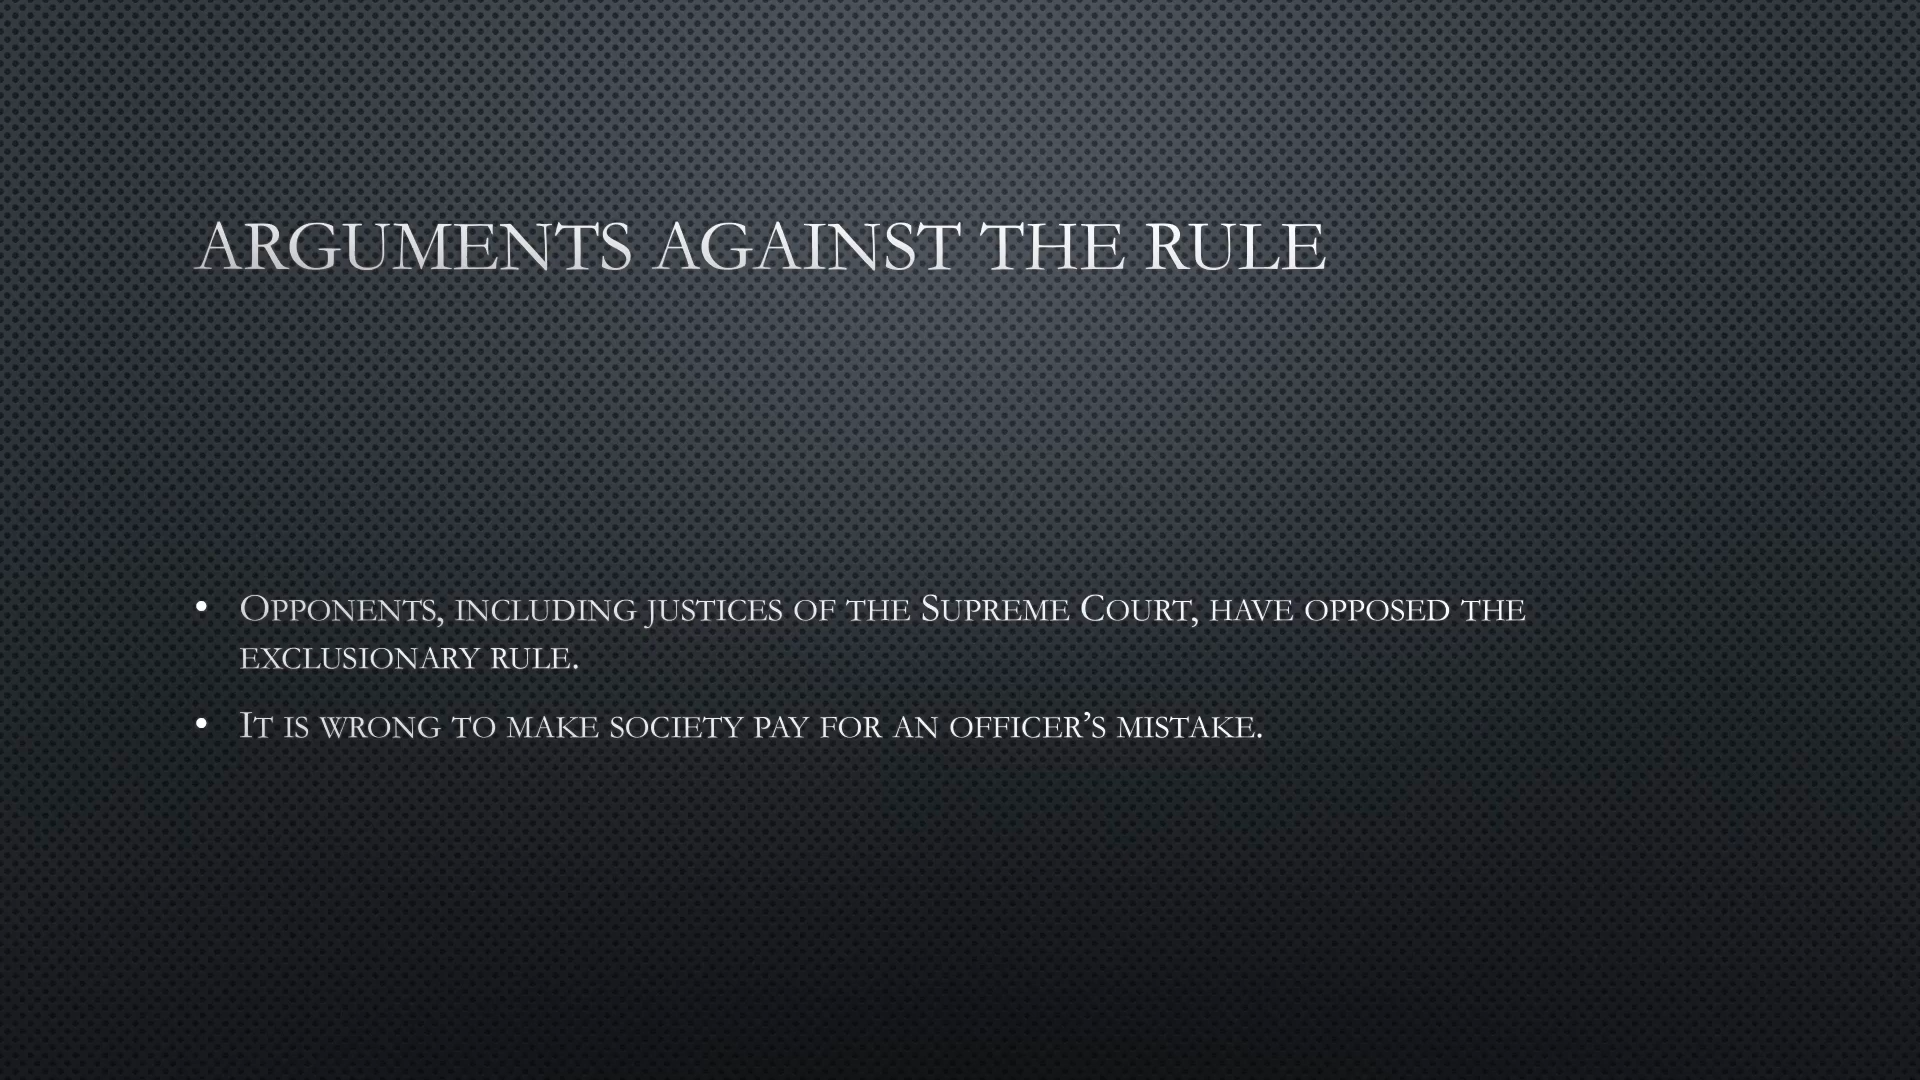 ARGUMENTS AGAINST THE RULE
• Opponents, including justices of the Supreme Court, have opposed the
exclusionary rule.
• It is wrong to make society pay for an officer’s mistake.